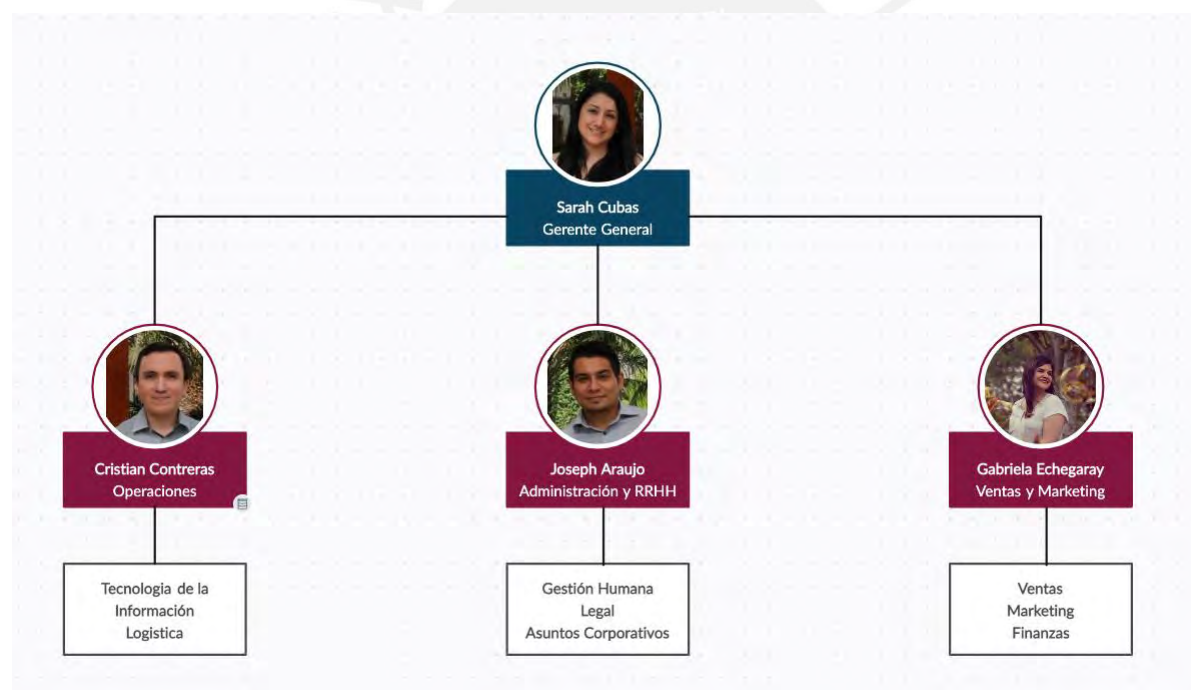 Sarah Cubas
Gerente General
Cristian Contreras
Operaciones
Joseph Araujo
Administración y RRHH
Gabriela Echegaray
Ventas y Marketing
Tecnologia de la
Información
Logistica
Gestión Humana
Legal
Asuntos Corporativos
Ventas
Marketing
Finanzas